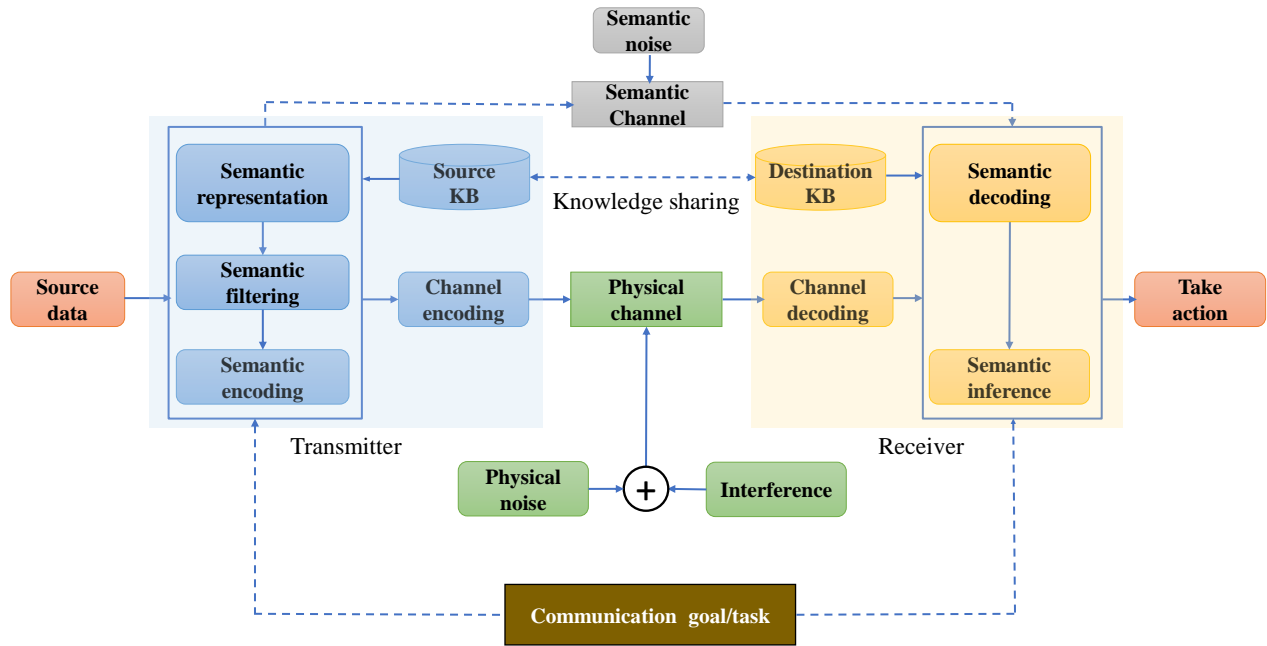 Semantic
noise
Semantic
Channel
Semantic
representation
Source
KB
Knowledge sharing
Destination
KB
Semantic
decoding
Source
data
Semantic
filtering
Channel
encoding
Physical
channel
Channel
decoding
Take
action
Semantic
encoding
Semantic
inference
Transmitter
Receiver
Physical
noise
+
Interference
Communication goal/task